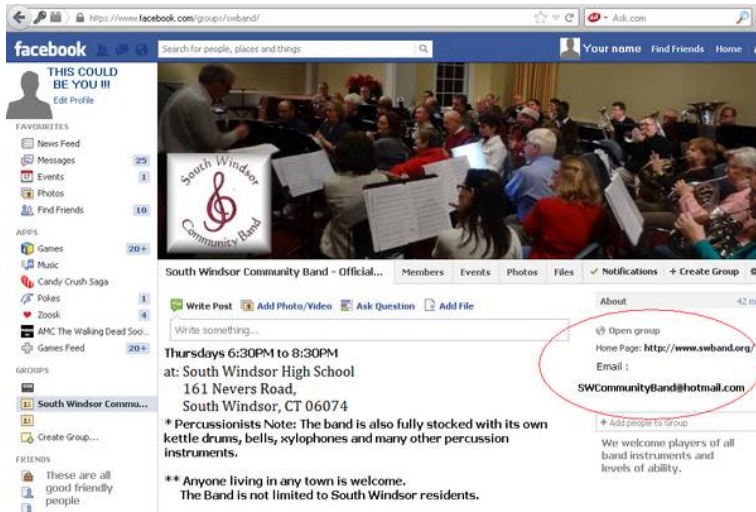 https://www.facebook.com/groups/swband/
Ask.com
facebook
Search for people, places and things
Your name Find Friends Home
THIS COULD
BE YOU !!!
Edit Profile
FAVOURITES
News Feed
Messages 25
Events 1
Photos
Find Friends 10
APPS
Games 20+
Music
Candy Crush Saga
Pokes 1
Zoosk 4
AMC The Walking Dead Soci...
Games Feed 20+
GROUPS
South Windsor Commu...
Create Group...
FRIENDS
These are all
good friendly
people
South Windsor
Community Band
South Windsor Community Band - Official... Members Events Photos Files Notifications + Create Group
Write Post Add Photo/Video Ask Question Add File
Write something...
Thursdays 6:30PM to 8:30PM
at: South Windsor High School
161 Nevers Road,
South Windsor, CT 06074
* Percussionists Note: The band is also fully stocked with its own
kettle drums, bells, xylophones and many other percussion
instruments.
** Anyone living in any town is welcome.
The Band is not limited to South Windsor residents.
About 42
Open group
Home Page: http://www.swband.org/
Email :
SWCommunityBand@hotmail.com
+ Add people to Group
We welcome players of all
band instruments and
levels of ability.